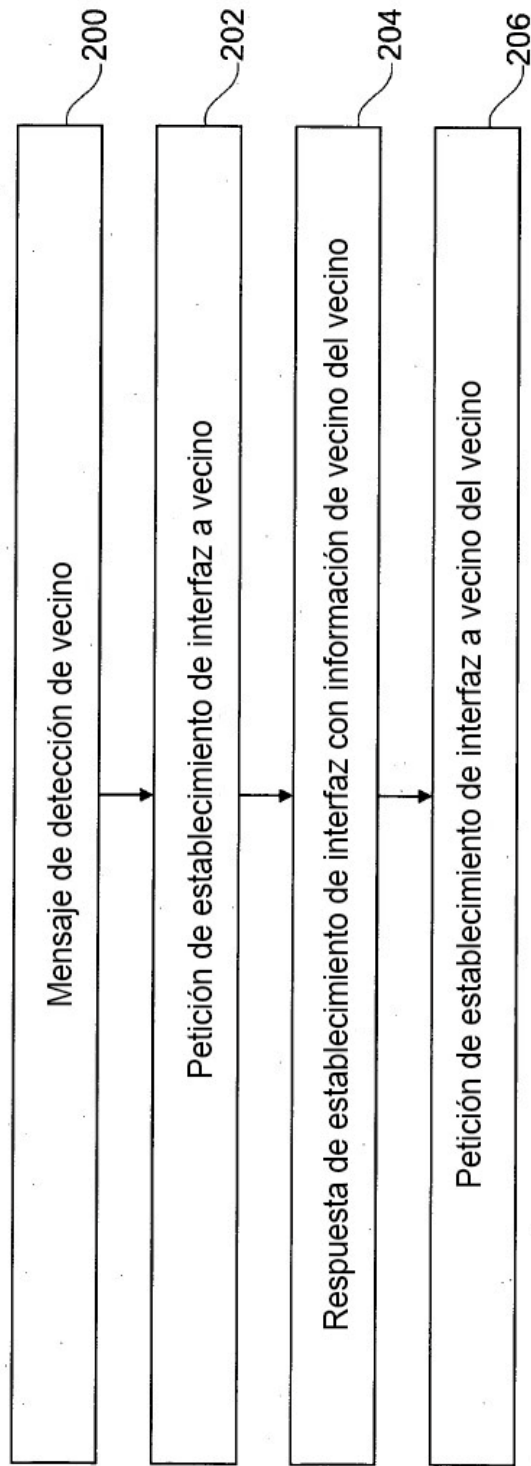 Mensaje de detección de vecino
200
Petición de establecimiento de interfaz a vecino
202
Respuesta de establecimiento de interfaz con información de vecino del vecino
204
Petición de establecimiento de interfaz a vecino del vecino
206